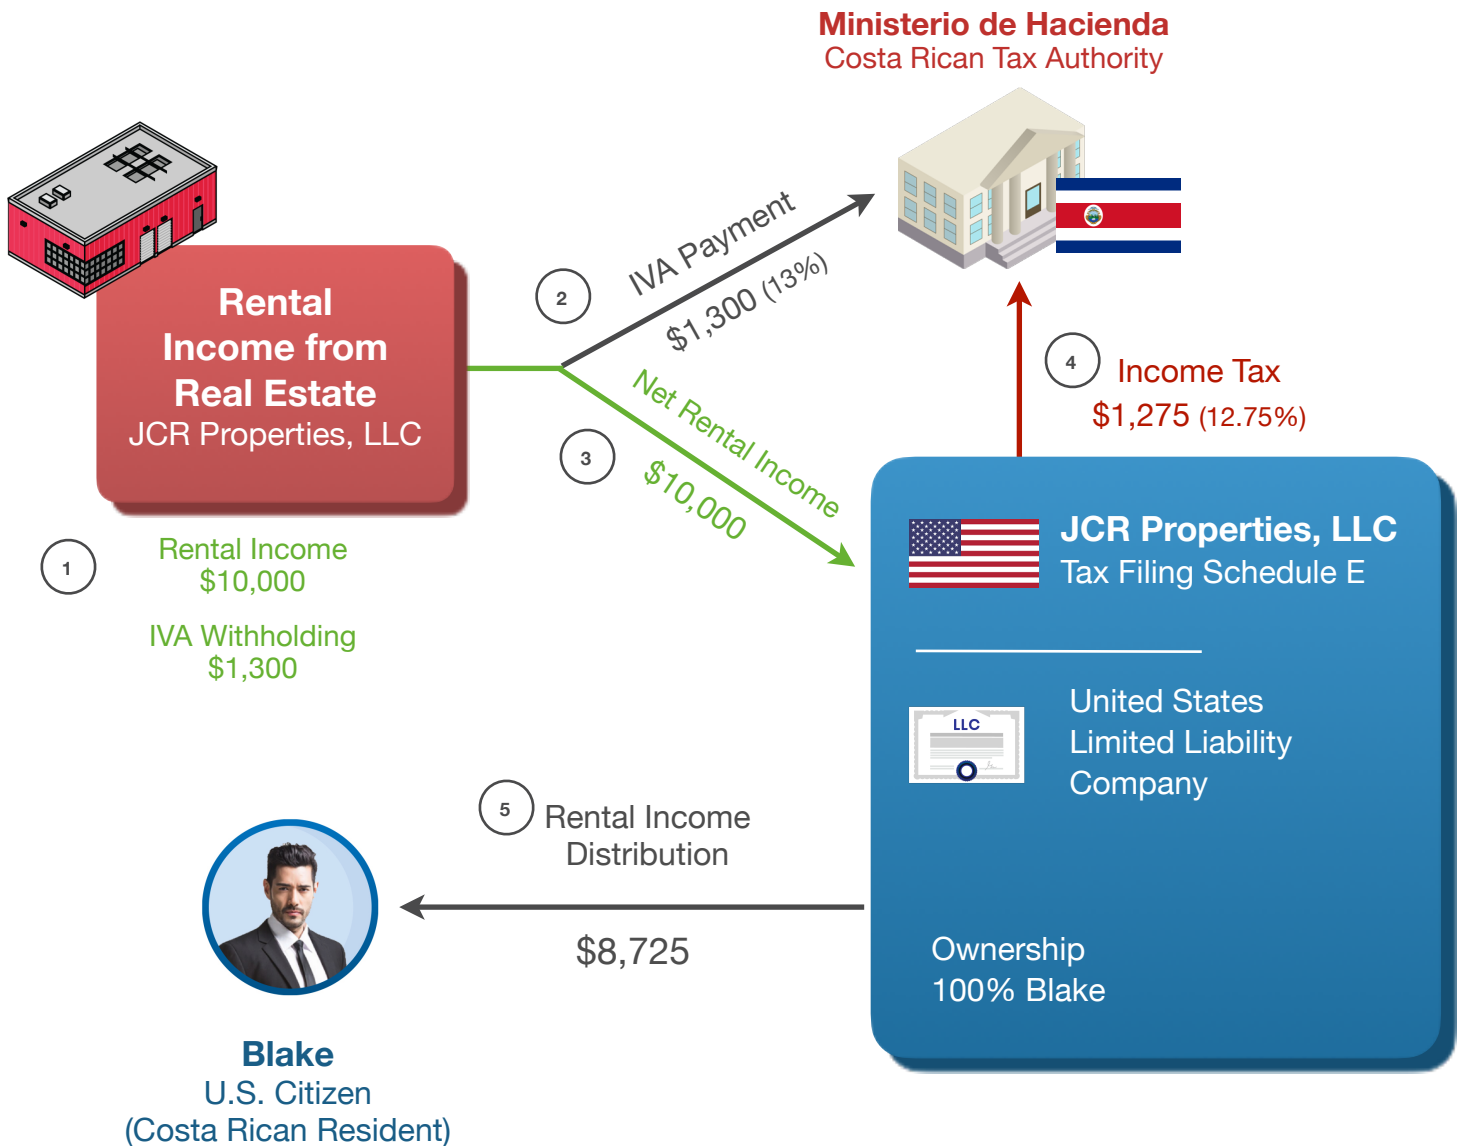 Ministerio de Hacienda
Costa Rican Tax Authority
Rental
Income from
Real Estate
JCR Properties, LLC
1
Rental Income
$10,000
IVA Withholding
$1,300
2
IVA Payment
$1,300 (13%)
3
Net Rental Income
$10,000
4
Income Tax
$1,275 (12.75%)
JCR Properties, LLC
Tax Filing Schedule E
LLC
United States
Limited Liability
Company
Ownership
100% Blake
5
Rental Income
Distribution
$8,725
Blake
U.S. Citizen
(Costa Rican Resident)